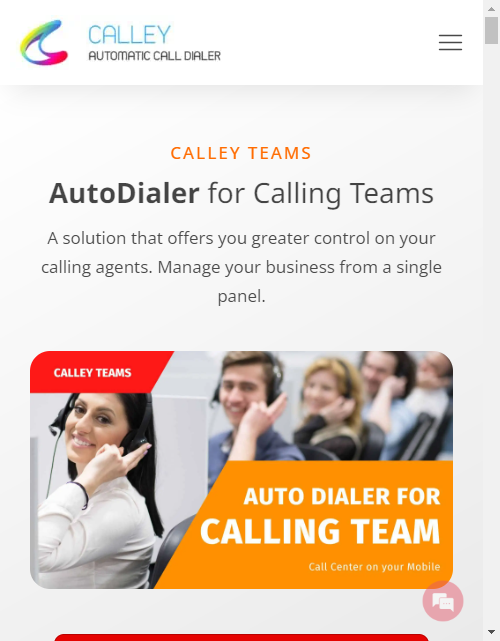 CALLEY
AUTOMATIC CALL DIALER
CALLEY TEAMS
AutoDialer for Calling Teams
A solution that offers you greater control on your
calling agents. Manage your business from a single
panel.
CALLEY TEAMS
AUTO DIALER FOR
CALLING TEAM
Call Center on your Mobile